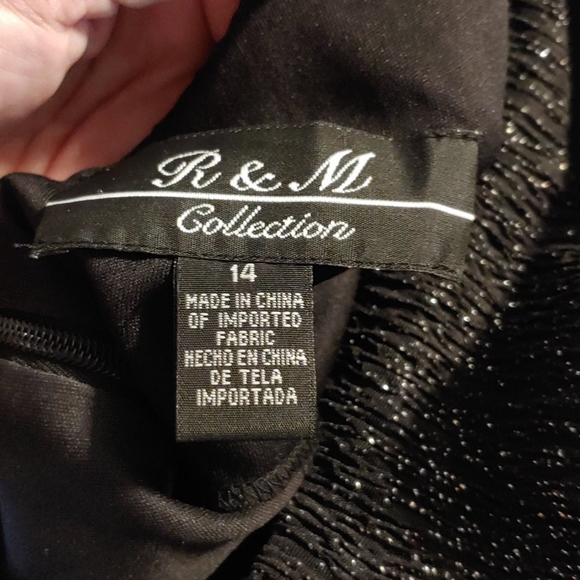 R & M
Collection
14
MADE IN CHINA
OF IMPORTED
FABRIC
HECHO EN CHINA
DE TELA
IMPORTADA